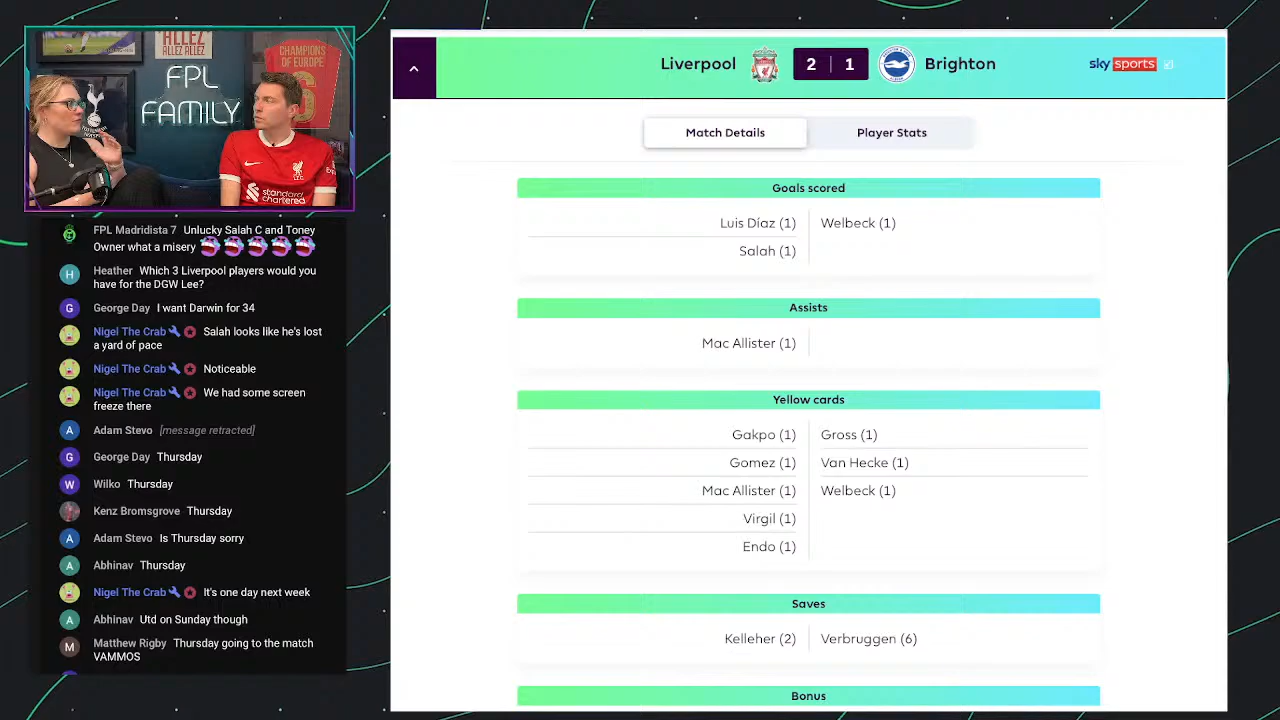 ALLEZ ALLEZ
CHAMPIONS
OF EUROPE
6
FPL
FAMILY
TOTTENHAM
standard
chartered
FPL Madridista 7 Unlucky Salah C and Toney
Owner what a misery
Heather Which 3 Liverpool players would you
have for the DGW Lee?
George Day I want Darwin for 34
Nigel The Crab Salah looks like he's lost
a yard of pace
Nigel The Crab Noticeable
Nigel The Crab We had some screen
freeze there
Adam Stevo [message retracted]
George Day Thursday
Wilko Thursday
Kenz Bromsgrove Thursday
Adam Stevo Is Thursday sorry
Abhinav Thursday
Nigel The Crab It's one day next week
Abhinav Utd on Sunday though
Matthew Rigby Thursday going to the match
VAMMOS
Liverpool 2 | 1 Brighton
sky sports
Match Details Player Stats
Goals scored
Luis Díaz (1) Welbeck (1)
Salah (1)
Assists
Mac Allister (1)
Yellow cards
Gakpo (1) Gross (1)
Gomez (1) Van Hecke (1)
Mac Allister (1) Welbeck (1)
Virgil (1)
Endo (1)
Saves
Kelleher (2) Verbruggen (6)
Bonus